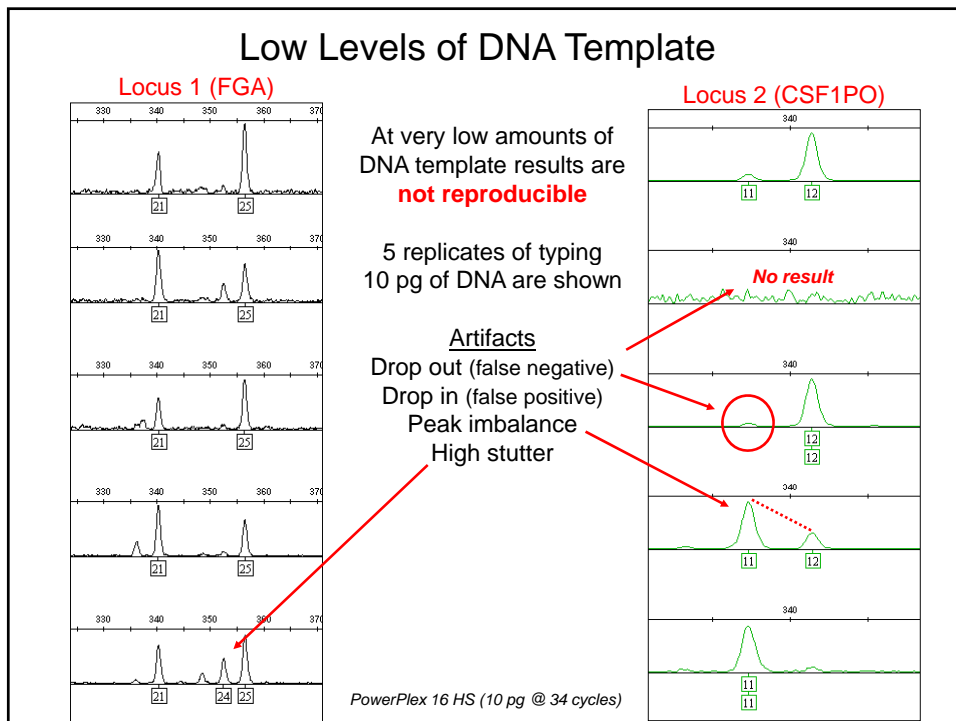 Low Levels of DNA Template
Locus 1 (FGA)
330 340 350 360 370
21 25
330 340 350 360 370
21 25
330 340 350 360 370
21 25
330 340 350 360 370
21 25
330 340 350 360 370
21 24 25
At very low amounts of
DNA template results are
not reproducible
5 replicates of typing
10 pg of DNA are shown
Artifacts
Drop out (false negative)
Drop in (false positive)
Peak imbalance
High stutter
PowerPlex 16 HS (10 pg @ 34 cycles)
Locus 2 (CSF1PO)
340
11 12
340
No result
340
12
12
340
11 12
340
11
11